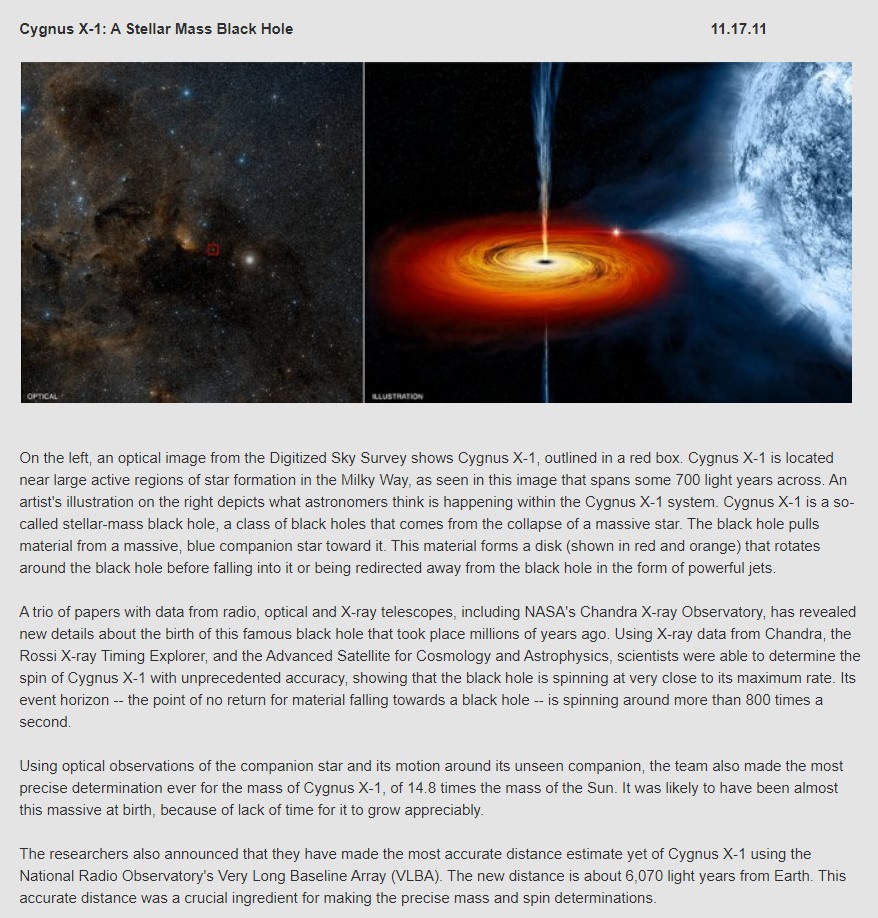 Cygnus X-1: A Stellar Mass Black Hole 11.17.11
OPTICAL ILLUSTRATION
On the left, an optical image from the Digitized Sky Survey shows Cygnus X-1, outlined in a red box. Cygnus X-1 is located
near large active regions of star formation in the Milky Way, as seen in this image that spans some 700 light years across. An
artist's illustration on the right depicts what astronomers think is happening within the Cygnus X-1 system. Cygnus X-1 is a so-
called stellar-mass black hole, a class of black holes that comes from the collapse of a massive star. The black hole pulls
material from a massive, blue companion star toward it. This material forms a disk (shown in red and orange) that rotates
around the black hole before falling into it or being redirected away from the black hole in the form of powerful jets.
A trio of papers with data from radio, optical and X-ray telescopes, including NASA's Chandra X-ray Observatory, has revealed
new details about the birth of this famous black hole that took place millions of years ago. Using X-ray data from Chandra, the
Rossi X-ray Timing Explorer, and the Advanced Satellite for Cosmology and Astrophysics, scientists were able to determine the
spin of Cygnus X-1 with unprecedented accuracy, showing that the black hole is spinning at very close to its maximum rate. Its
event horizon -- the point of no return for material falling towards a black hole -- is spinning around more than 800 times a
second.
Using optical observations of the companion star and its motion around its unseen companion, the team also made the most
precise determination ever for the mass of Cygnus X-1, of 14.8 times the mass of the Sun. It was likely to have been almost
this massive at birth, because of lack of time for it to grow appreciably.
The researchers also announced that they have made the most accurate distance estimate yet of Cygnus X-1 using the
National Radio Observatory's Very Long Baseline Array (VLBA). The new distance is about 6,070 light years from Earth. This
accurate distance was a crucial ingredient for making the precise mass and spin determinations.